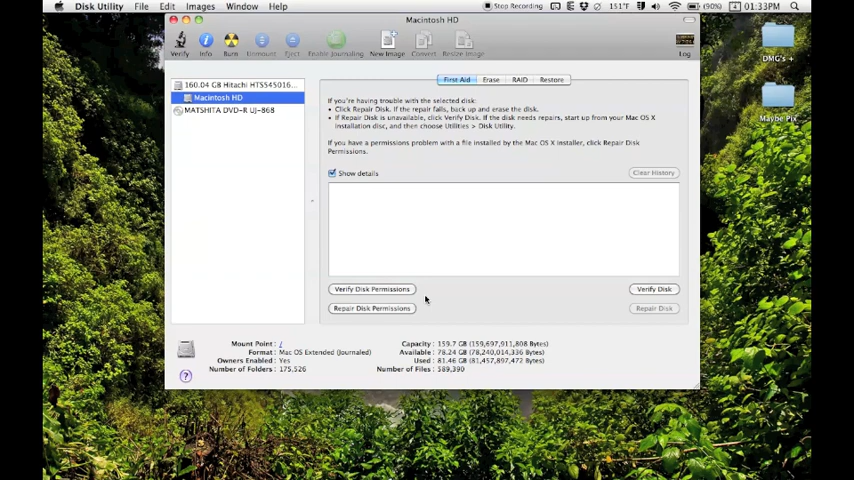 Disk Utility File Edit Images Window Help Stop Recording 151°F (90%) 01:33PM
Macintosh HD
Verify Info Burn Unmount Eject Enable Journaling New Image Convert Resize Image Log
DMG's +
Maybe Pix
160.04 GB Hitachi HTS545016...
Macintosh HD
MATSHITA DVD-R UJ-868
First Aid Erase RAID Restore
If you're having trouble with the selected disk:
• Click Repair Disk. If the repair fails, back up and erase the disk.
• If Repair Disk is unavailable, click Verify Disk. If the disk needs repairs, start up from your Mac OS X
installation disc, and then choose Utilities > Disk Utility.
If you have a permissions problem with a file installed by the Mac OS X installer, click Repair Disk
Permissions.
Show details Clear History
Verify Disk Permissions Verify Disk
Repair Disk Permissions Repair Disk
Mount Point : / Capacity : 159.7 GB (159,697,911,808 Bytes)
Format : Mac OS Extended (Journaled) Available : 78.24 GB (78,240,014,336 Bytes)
Owners Enabled : Yes Used : 81.46 GB (81,457,897,472 Bytes)
Number of Folders : 175,526 Number of Files : 589,390
?